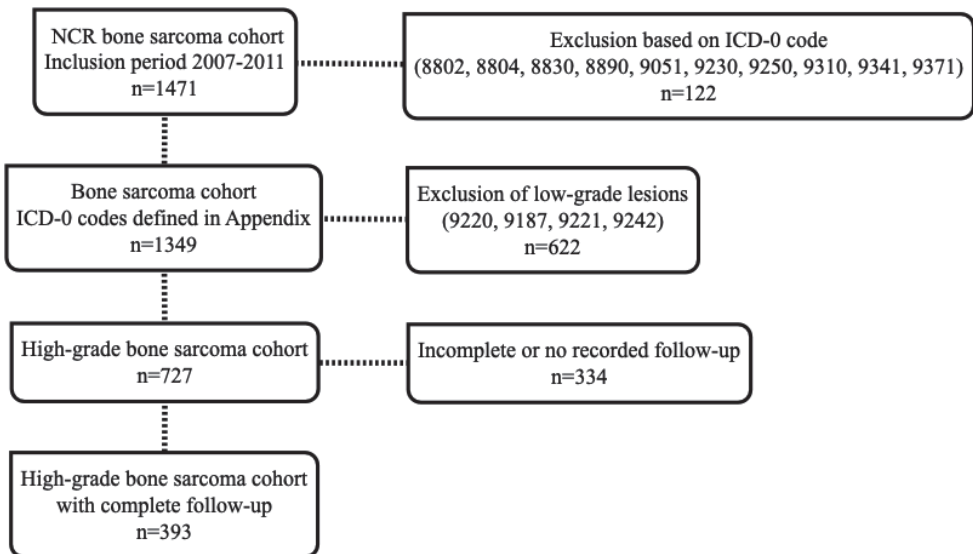 NCR bone sarcoma cohort
Inclusion period 2007-2011
n=1471
Exclusion based on ICD-0 code
(8802, 8804, 8830, 8890, 9051, 9230, 9250, 9310, 9341, 9371)
n=122
Bone sarcoma cohort
ICD-0 codes defined in Appendix
n=1349
Exclusion of low-grade lesions
(9220, 9187, 9221, 9242)
n=622
High-grade bone sarcoma cohort
n=727
Incomplete or no recorded follow-up
n=334
High-grade bone sarcoma cohort
with complete follow-up
n=393